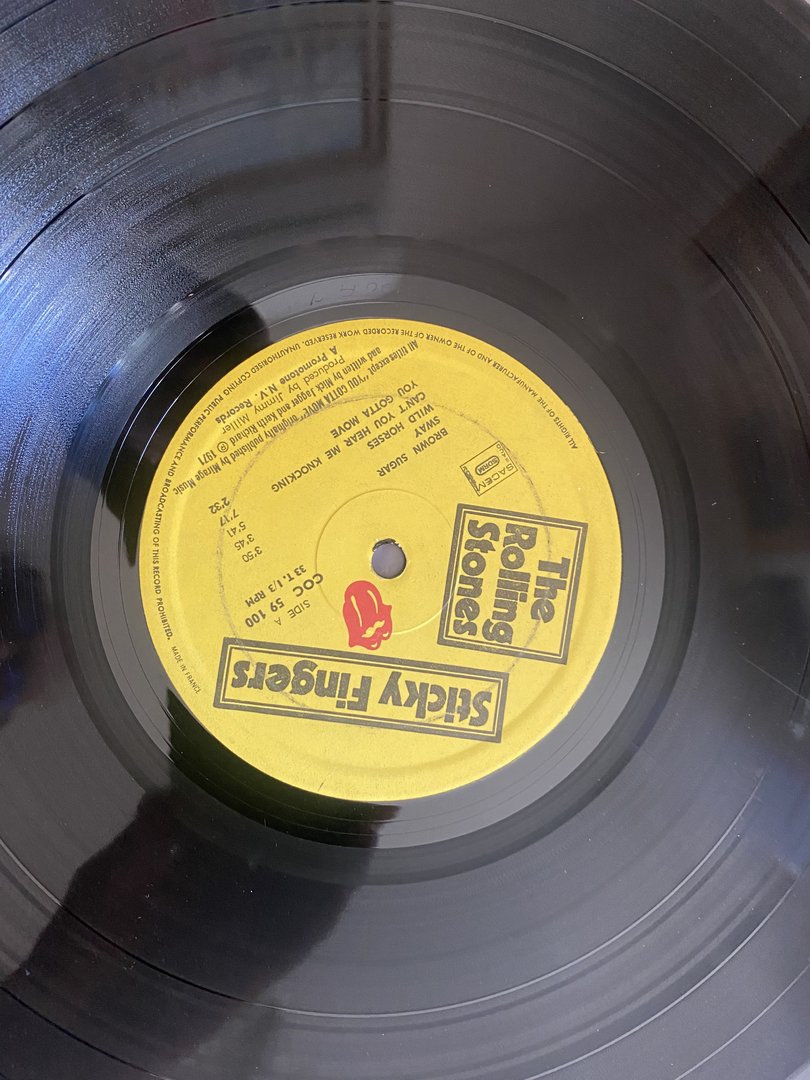 Sticky Fingers
The
Rolling
Stones
SIDE A
COC 59 100
33 T. 1/3 RPM
SACEM
SDRM
BROWN SUGAR 3'50
SWAY 3'45
WILD HORSES 5'41
CAN'T YOU HEAR ME KNOCKING 7'17
YOU GOTTA MOVE 2'32
All titles except "YOU GOTTA MOVE" originally published by Mirage Music
and written by Mick Jagger and Keith Richard ℗ 1971
Produced by Jimmy Miller
A Promotone N.V. Records
ALL RIGHTS OF THE MANUFACTURER AND OF THE OWNER OF THE RECORDED WORK RESERVED. UNAUTHORISED COPYING PUBLIC PERFORMANCE AND BROADCASTING OF THIS RECORD PROHIBITED. MADE IN FRANCE